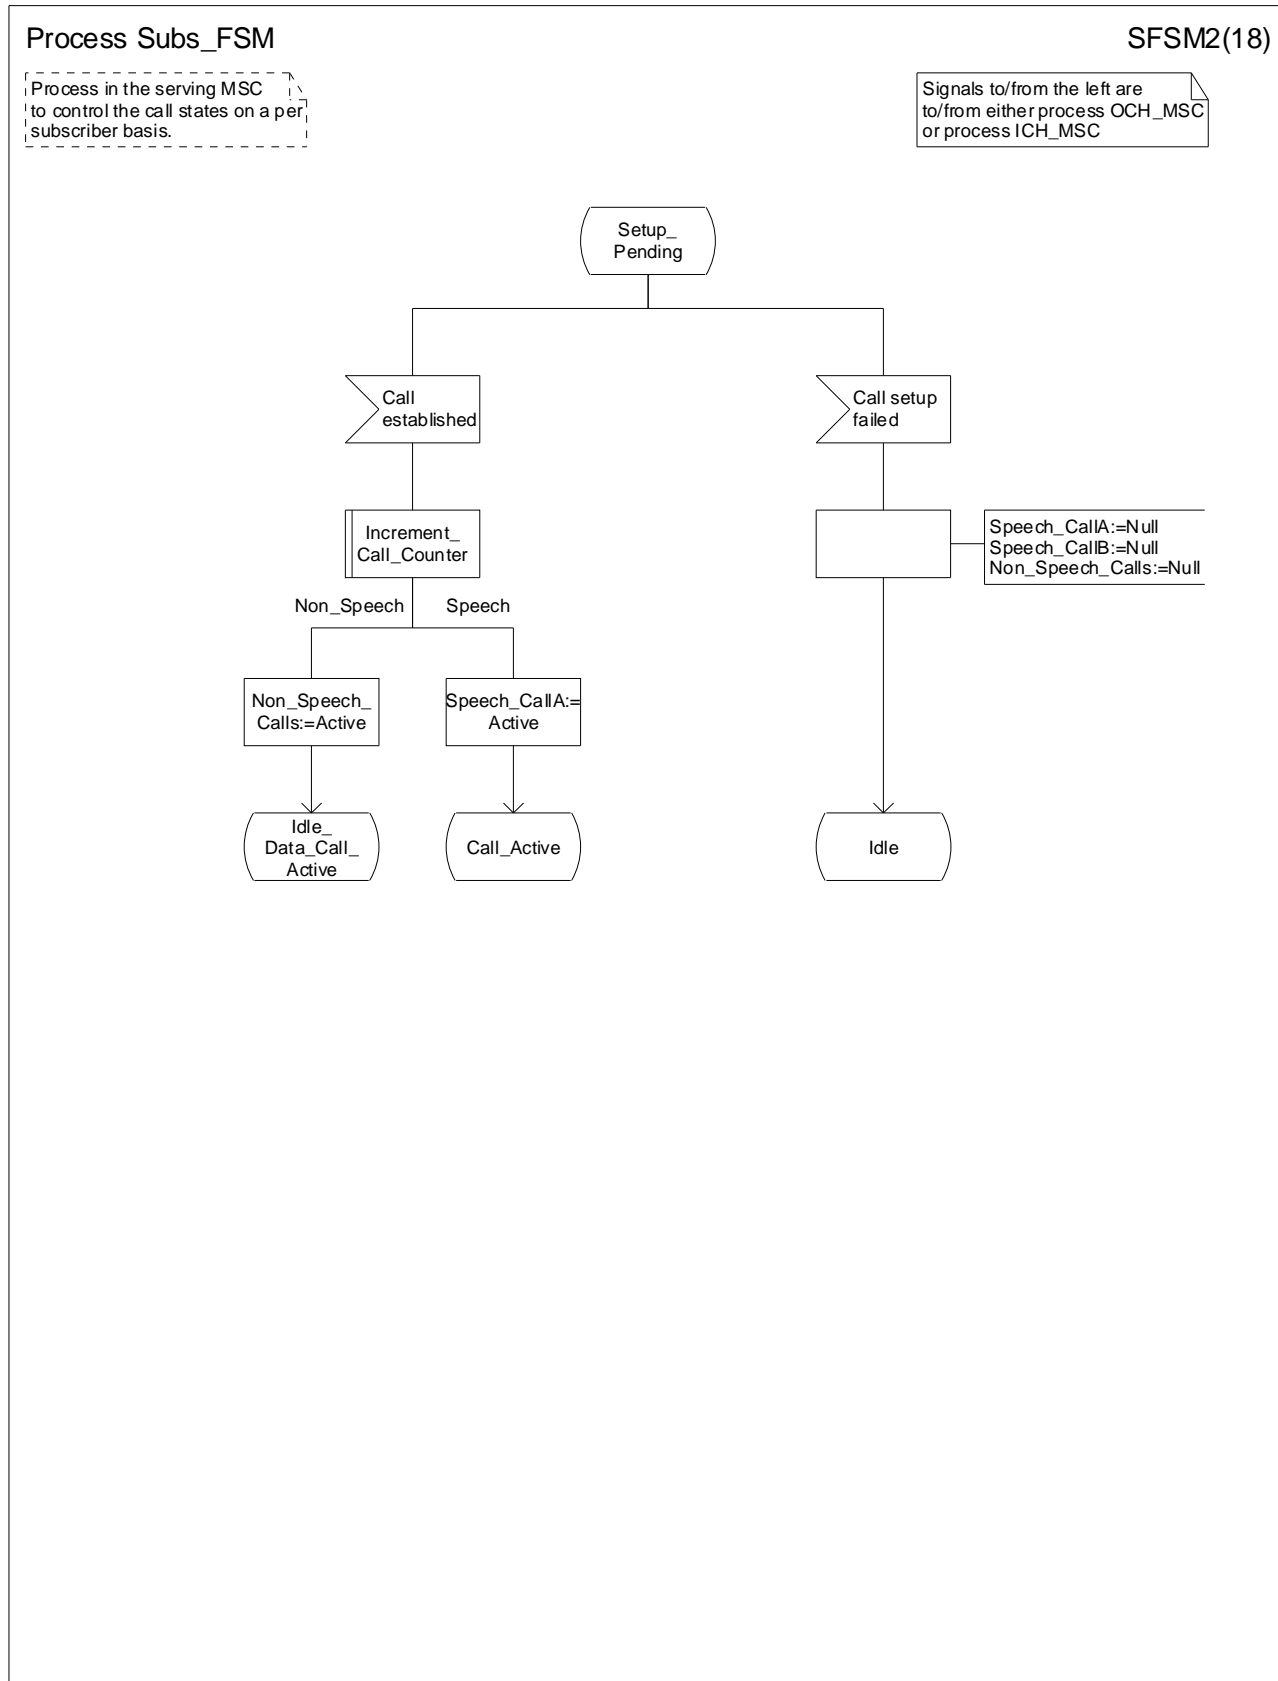 Process Subs_FSM
SFSM2(18)
Process in the serving MSC
to control the call states on a per
subscriber basis.
Signals to/from the left are
to/from either process OCH_MSC
or process ICH_MSC
Setup_
Pending
Call
established
Call setup
failed
Increment_
Call_Counter
Speech_CallA:=Null
Speech_CallB:=Null
Non_Speech_Calls:=Null
Non_Speech
Speech
Non_Speech_
Calls:=Active
Speech_CallA:=
Active
Idle_
Data_Call_
Active
Call_Active
Idle